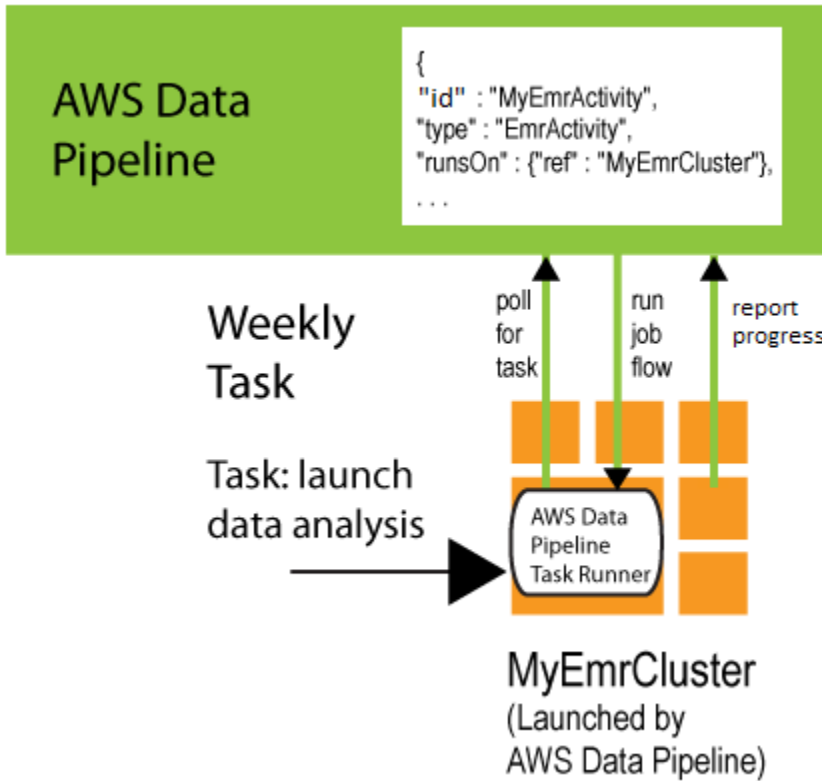 AWS Data
Pipeline
{
"id" : "MyEmrActivity",
"type" : "EmrActivity",
"runsOn" : {"ref" : "MyEmrCluster"},
. . .
Weekly
Task
poll
for
task
run
job
flow
report
progress
Task: launch
data analysis
AWS Data
Pipeline
Task Runner
MyEmrCluster
(Launched by
AWS Data Pipeline)